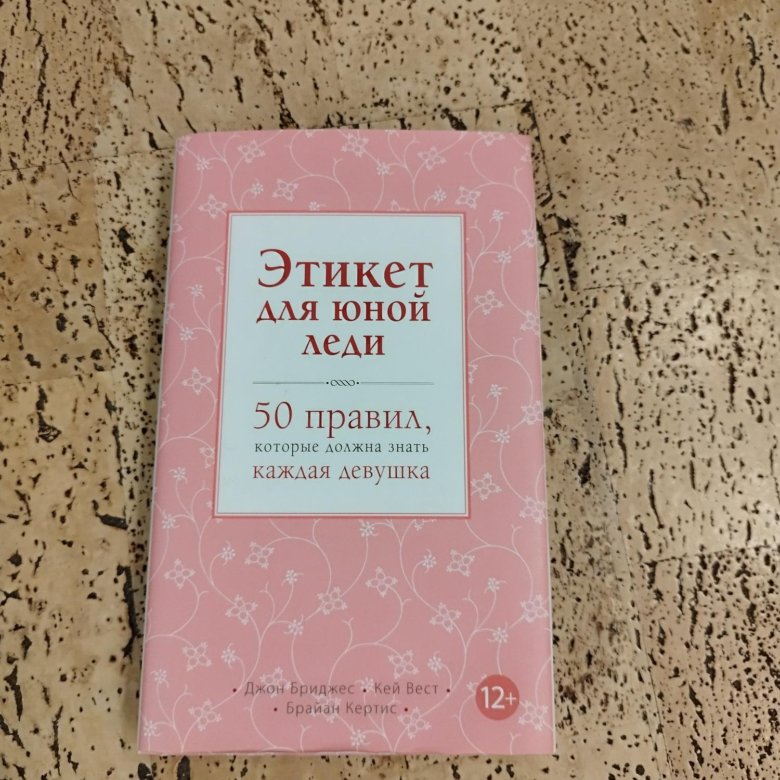 Этикет
для юной
леди
50 правил,
которые должна знать
каждая девушка
• Джон Бриджес • Кей Вест •
• Брайан Кертис •
12+